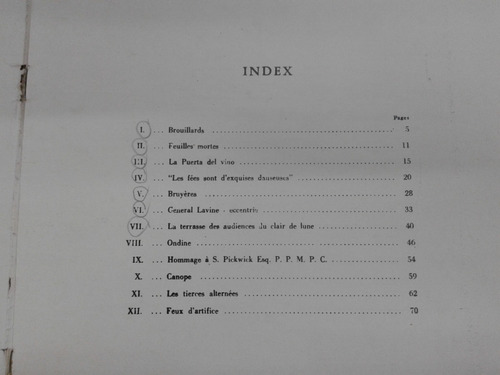 INDEX
Pages
I. ... Brouillards ... 5
II. ... Feuilles mortes ... 11
III. ... La Puerta del vino ... 15
IV. ... "Les fées sont d'exquises danseuses" ... 20
V. ... Bruyères ... 28
VI. ... General Lavine - eccentric ... 33
VII. ... La terrasse des audiences du clair de lune ... 40
VIII. ... Ondine ... 46
IX. ... Hommage à S. Pickwick Esq. P. P. M. P. C. ... 54
X. ... Canope ... 59
XI. ... Les tierces alternées ... 62
XII. ... Feux d'artifice ... 70